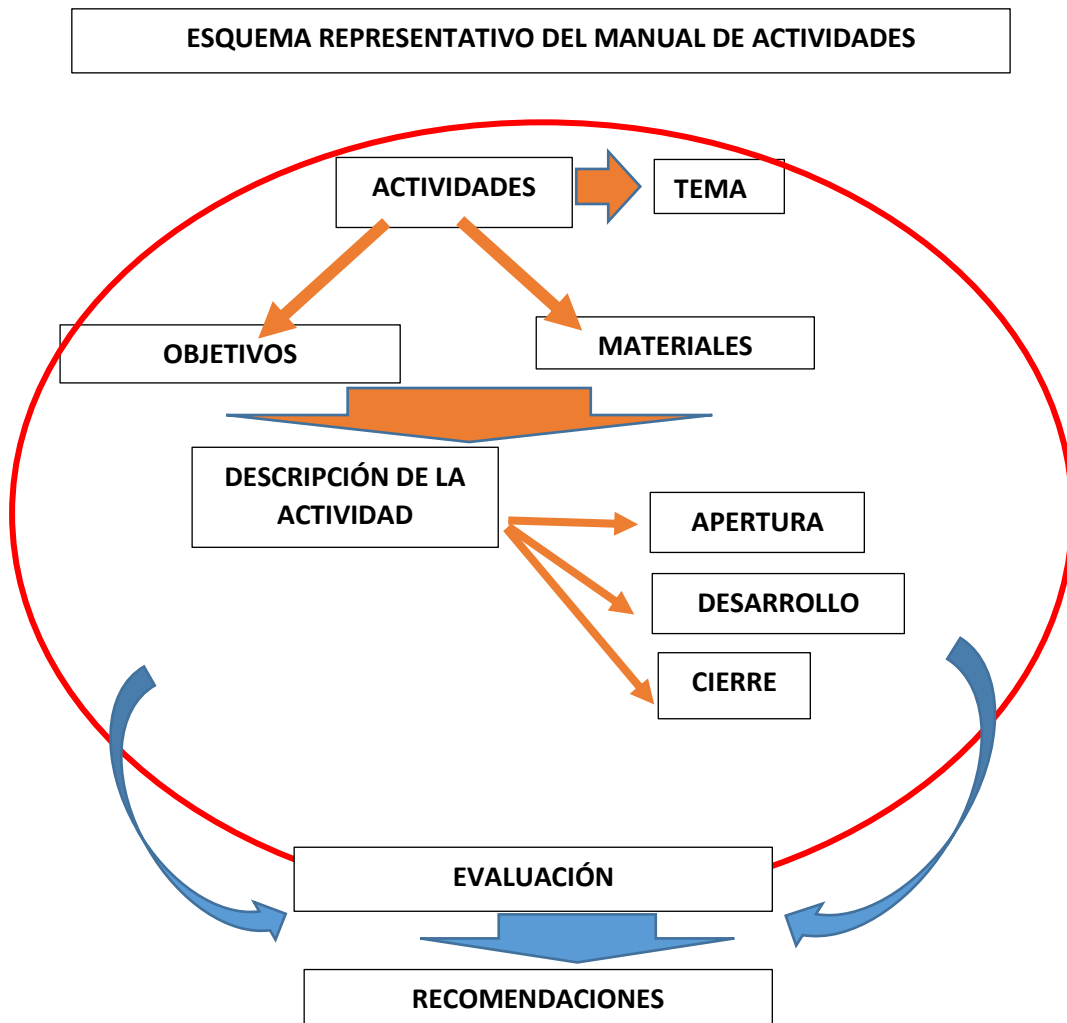 ESQUEMA REPRESENTATIVO DEL MANUAL DE ACTIVIDADES
ACTIVIDADES
TEMA
OBJETIVOS
MATERIALES
DESCRIPCIÓN DE LA
ACTIVIDAD
APERTURA
DESARROLLO
CIERRE
EVALUACIÓN
RECOMENDACIONES